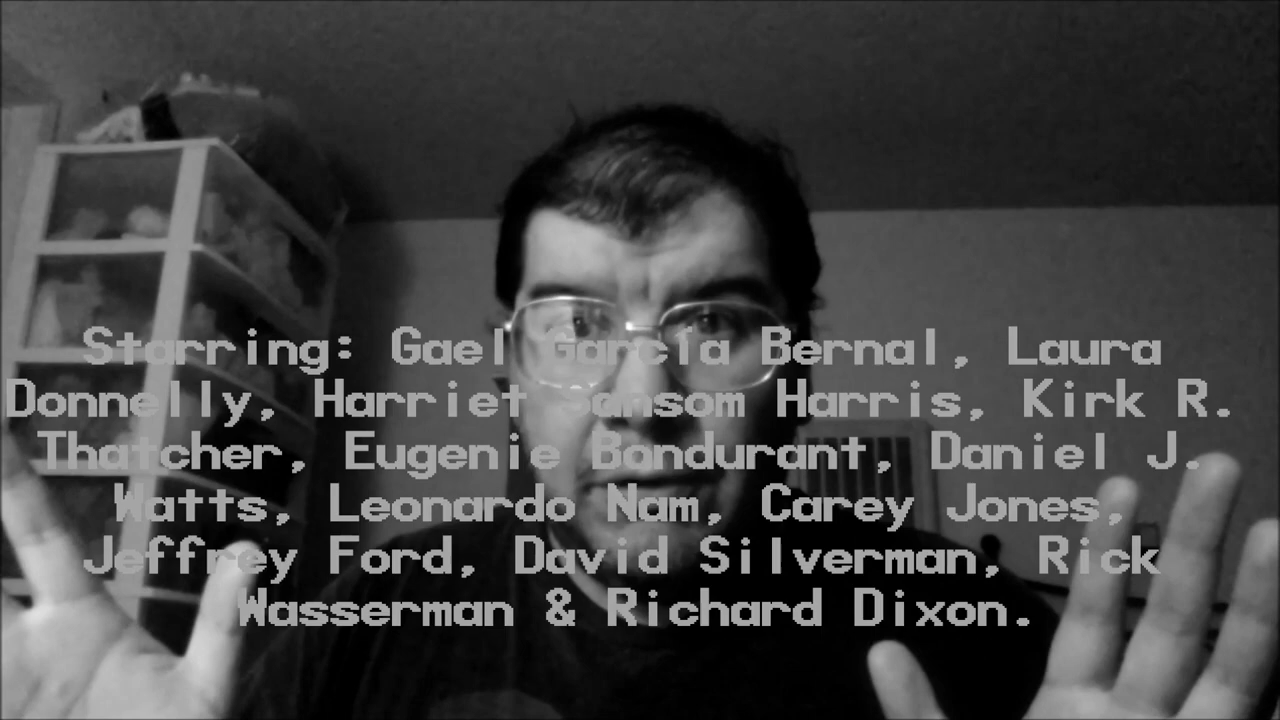 Starring: Gael García Bernal, Laura
Donnelly, Harriet Sansom Harris, Kirk R.
Thatcher, Eugenie Bondurant, Daniel J.
Watts, Leonardo Nam, Carey Jones,
Jeffrey Ford, David Silverman, Rick
Wasserman & Richard Dixon.